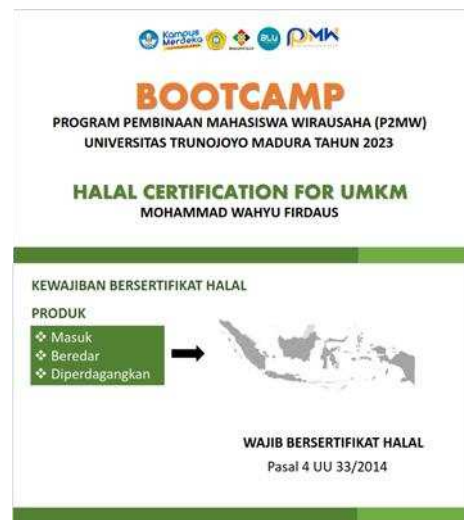 Kampus
Merdeka
BLU
PMW
BOOTCAMP
PROGRAM PEMBINAAN MAHASISWA WIRAUSAHA (P2MW)
UNIVERSITAS TRUNOJOYO MADURA TAHUN 2023
HALAL CERTIFICATION FOR UMKM
MOHAMMAD WAHYU FIRDAUS
KEWAJIBAN BERSERTIFIKAT HALAL
PRODUK
❖ Masuk
❖ Beredar
❖ Diperdagangkan
WAJIB BERSERTIFIKAT HALAL
Pasal 4 UU 33/2014